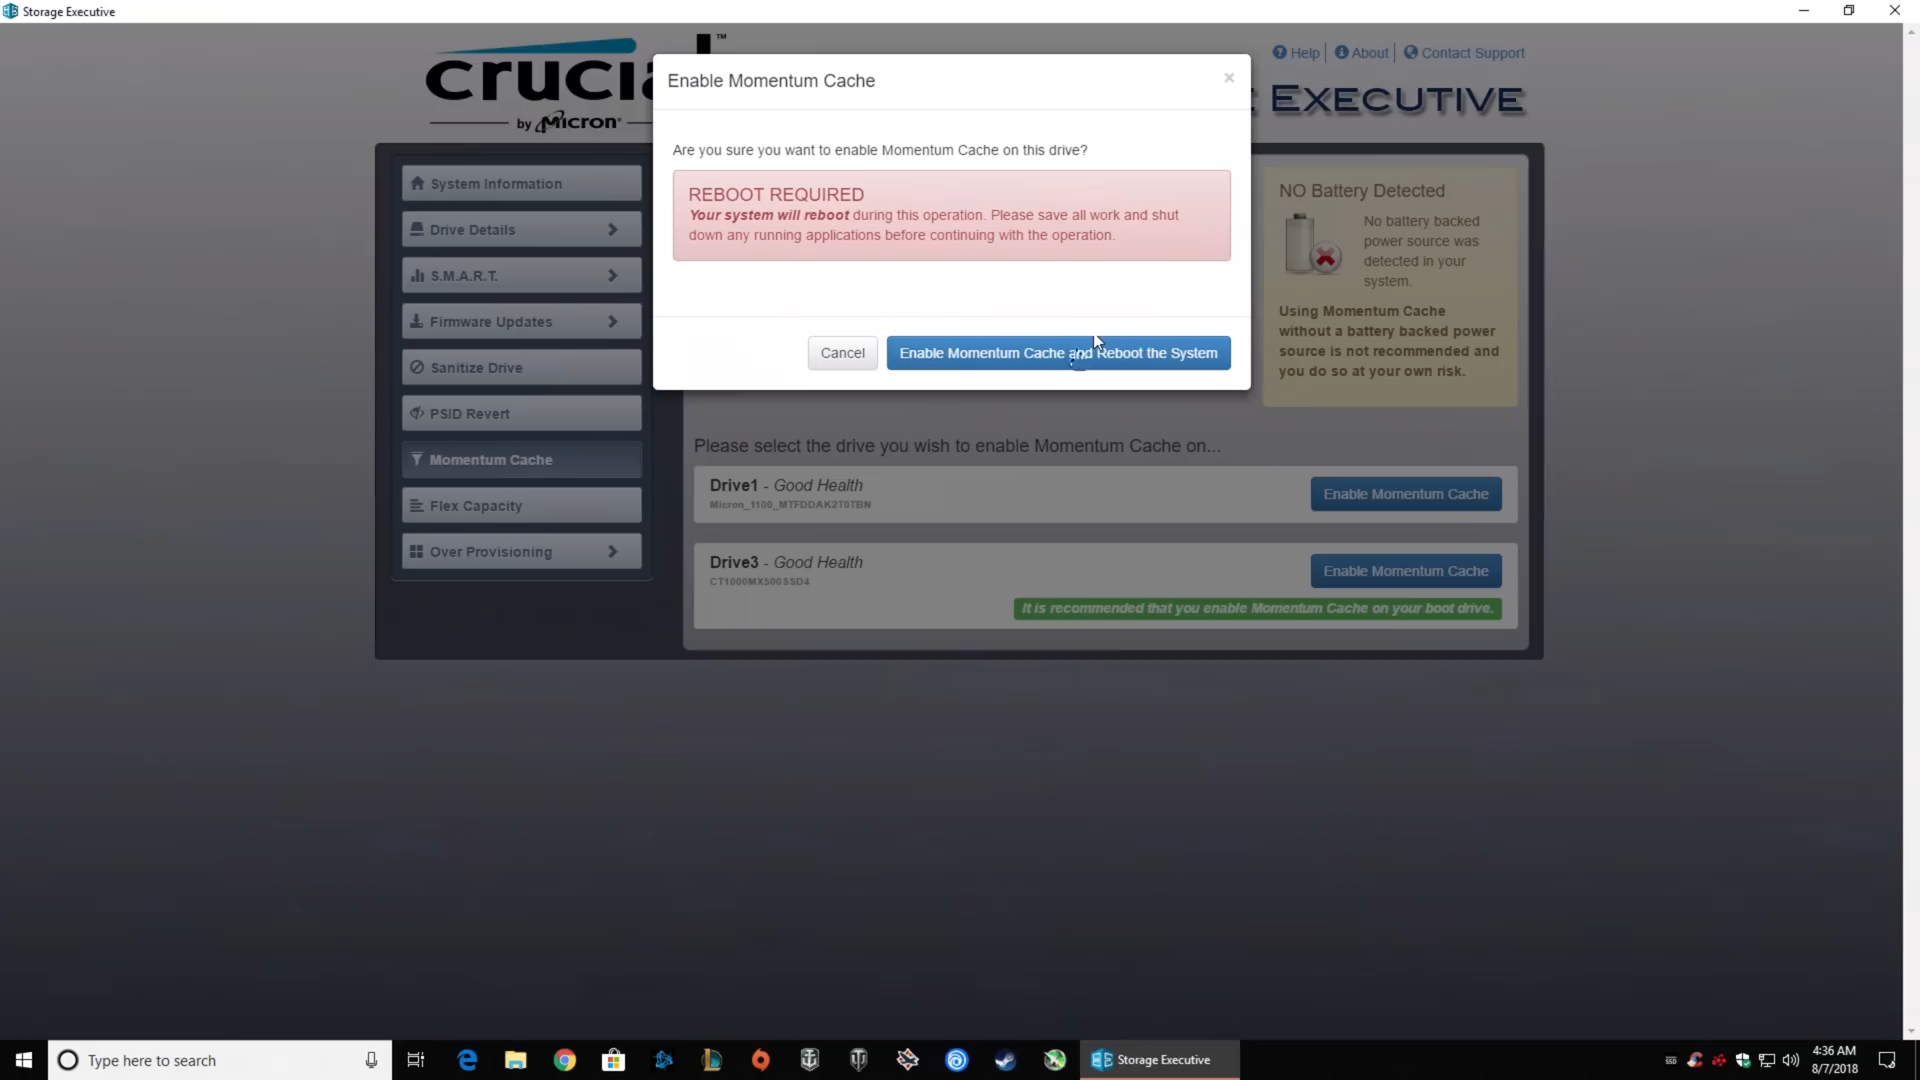 Storage Executive
Help
About
Contact Support
by Micron
EXECUTIVE
Enable Momentum Cache
×
Are you sure you want to enable Momentum Cache on this drive?
REBOOT REQUIRED
Your system will reboot during this operation. Please save all work and shut
down any running applications before continuing with the operation.
Cancel
Enable Momentum Cache and Reboot the System
System Information
Drive Details
S.M.A.R.T.
Firmware Updates
Sanitize Drive
PSID Revert
Momentum Cache
Flex Capacity
Over Provisioning
NO Battery Detected
No battery backed
power source was
detected in your
system.
Using Momentum Cache
without a battery backed power
source is not recommended and
you do so at your own risk.
Please select the drive you wish to enable Momentum Cache on...
Drive1 - Good Health
Micron_1100_MTFDDAK2T0TBN
Enable Momentum Cache
Drive3 - Good Health
CT1000MX500SSD4
Enable Momentum Cache
It is recommended that you enable Momentum Cache on your boot drive.
Type here to search
Storage Executive
4:36 AM
8/7/2018